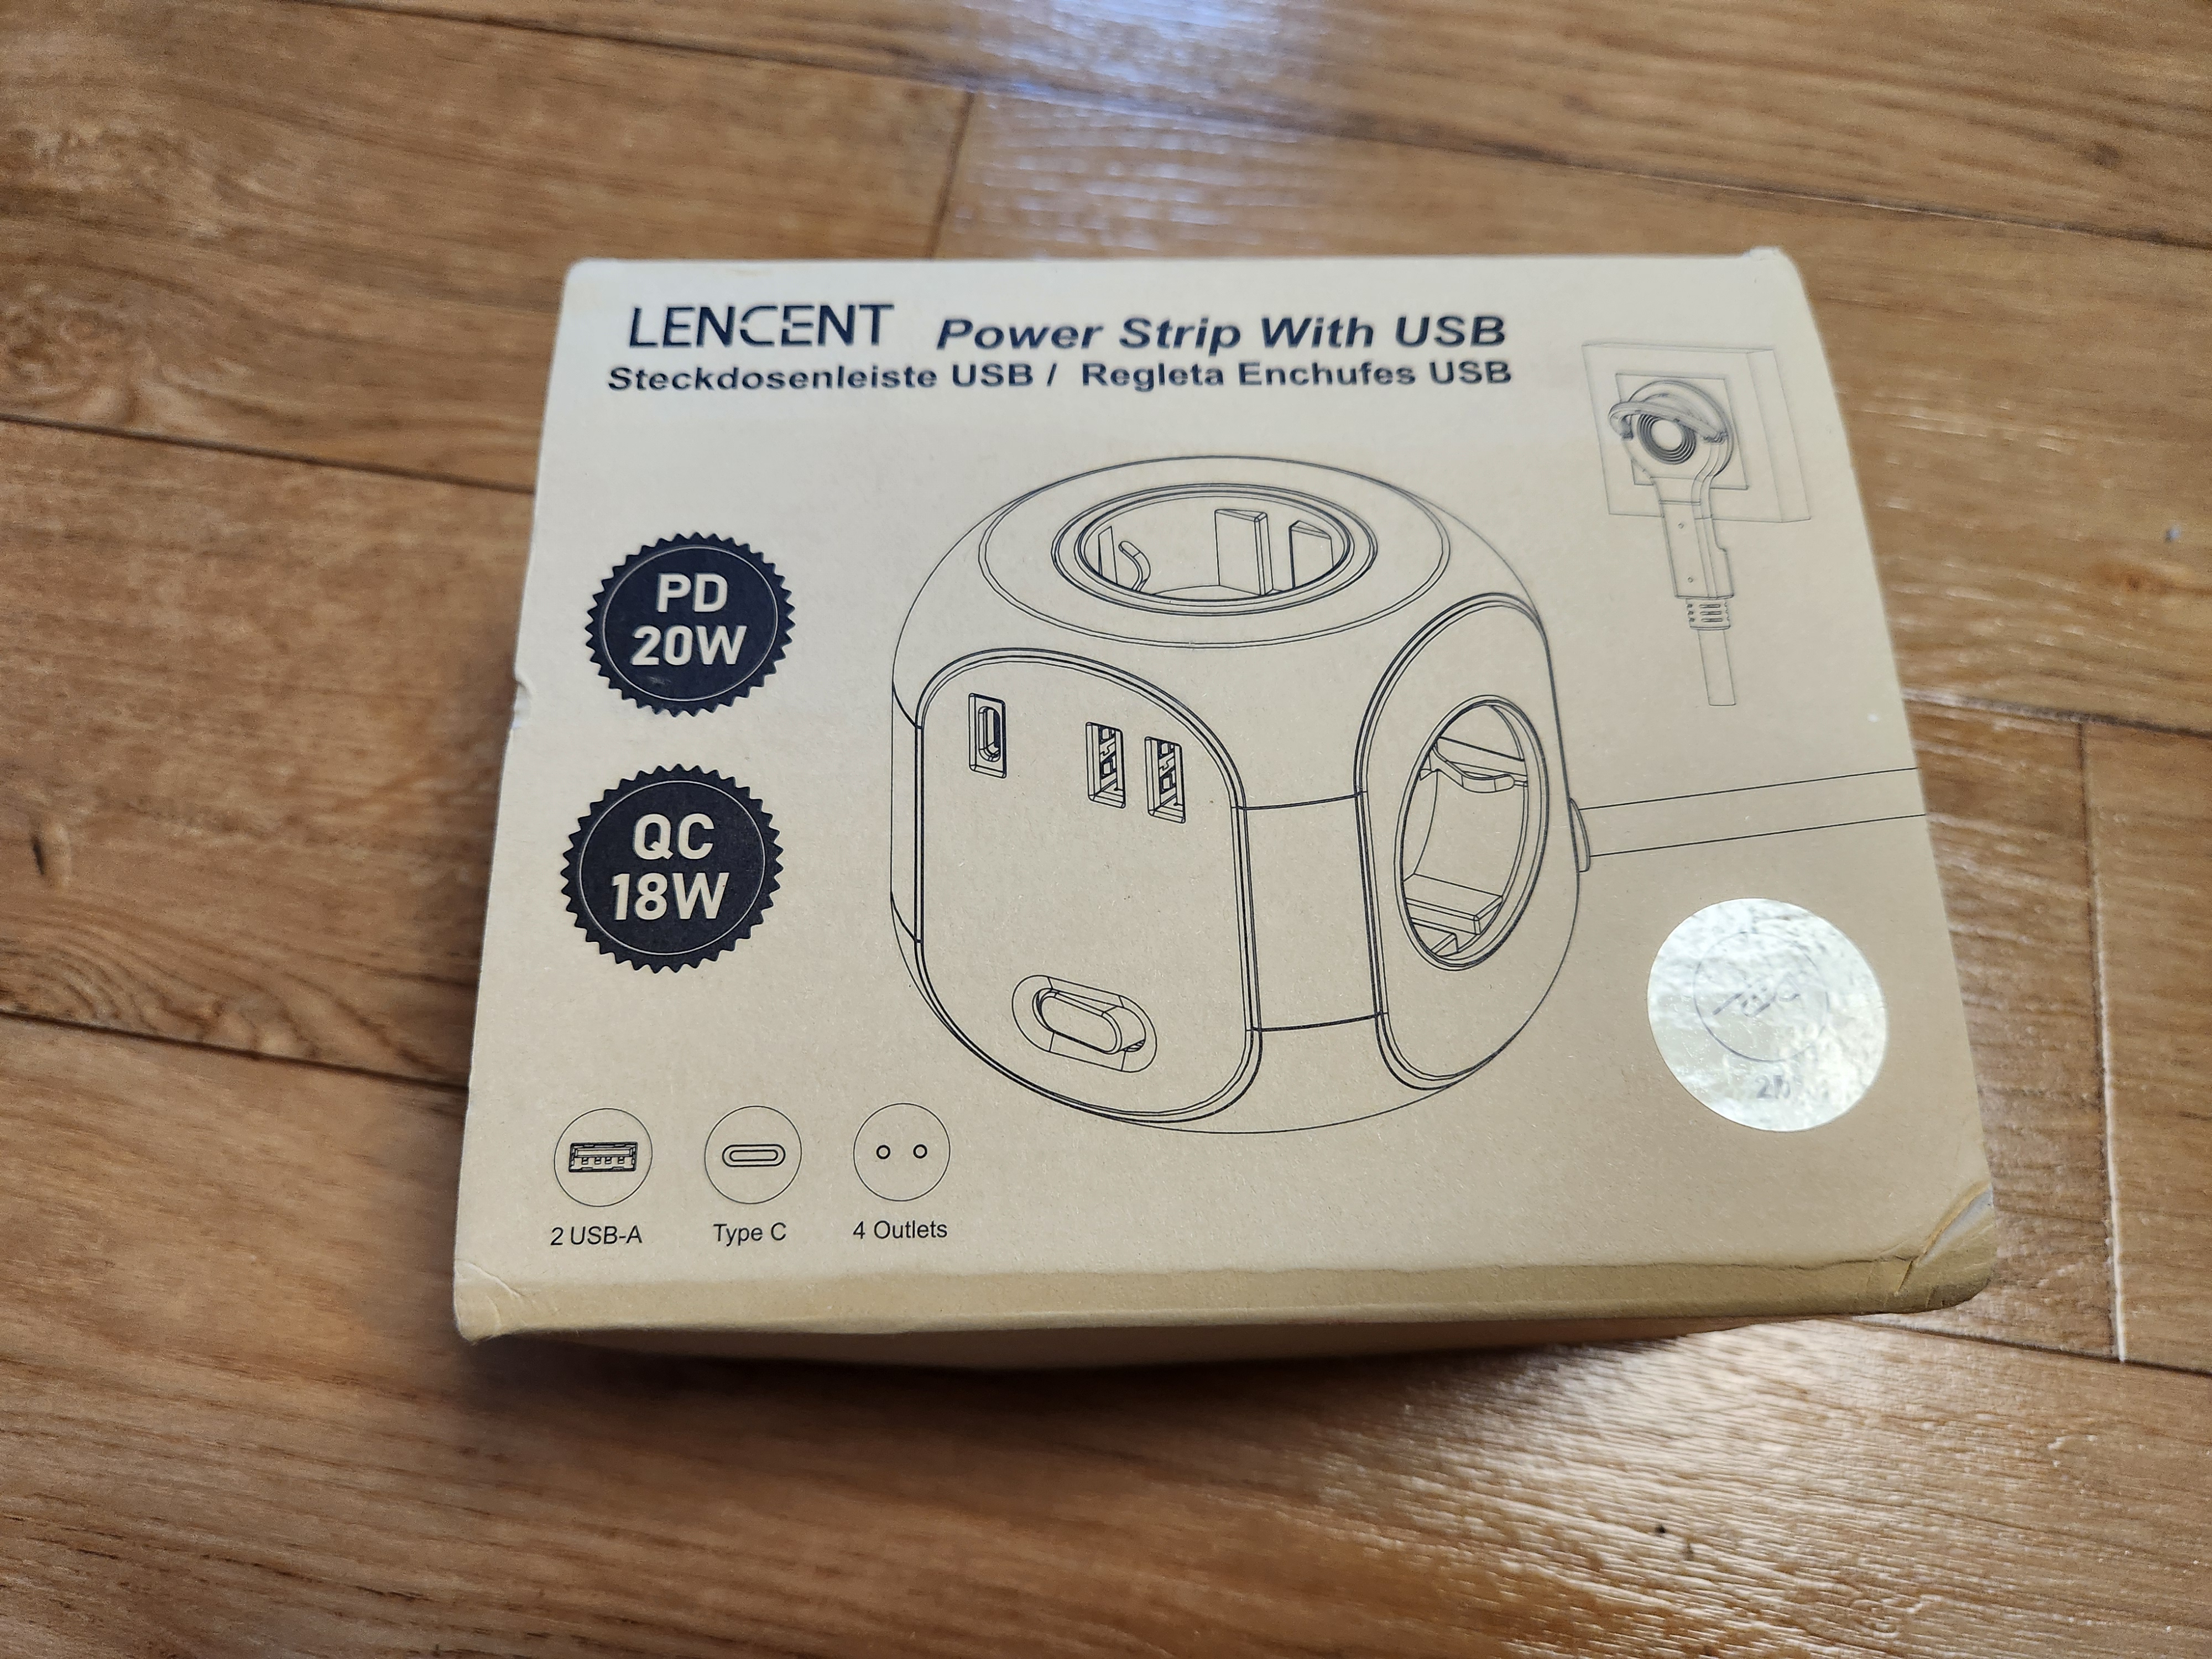 LENCENT Power Strip With USB
Steckdosenleiste USB / Regleta Enchufes USB
PD
20W
QC
18W
2 USB-A
Type C
4 Outlets